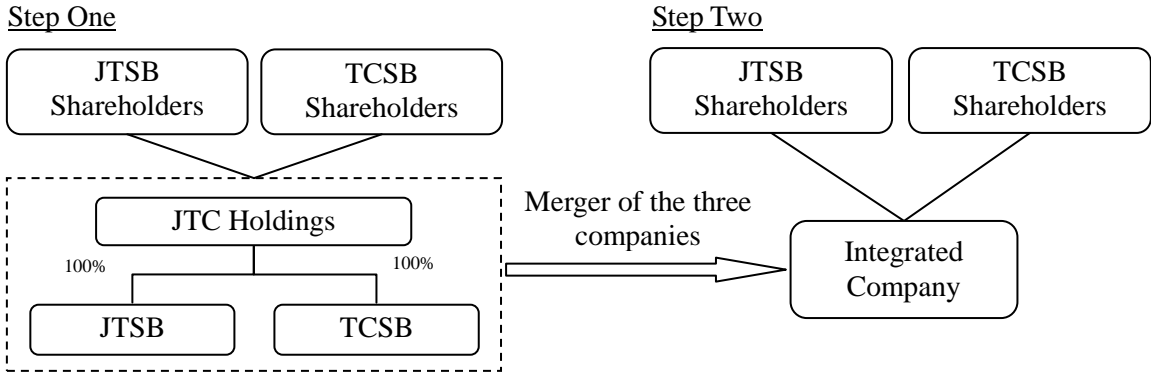 Step One
JTSB
Shareholders
TCSB
Shareholders
JTC Holdings
100%
100%
JTSB
TCSB
Merger of the three
companies
Step Two
JTSB
Shareholders
TCSB
Shareholders
Integrated
Company